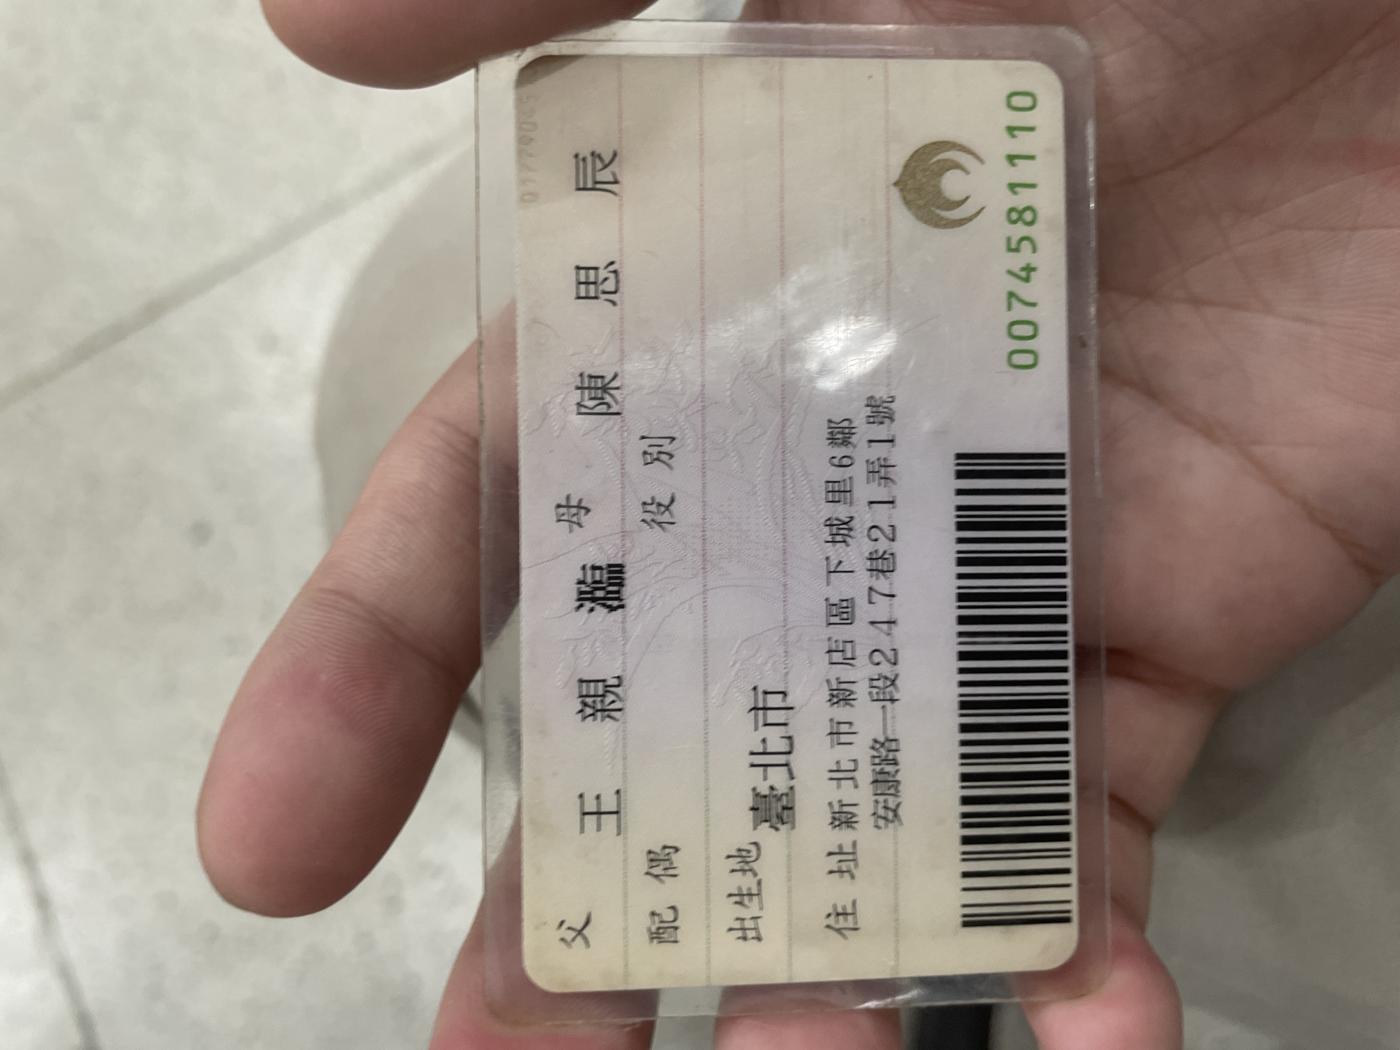 父 王 親 母 陳 思 辰
配偶 役別
出生地 臺北市
住址 新北市新店區下城里6鄰
安康路一段247巷21弄1號
0074581110